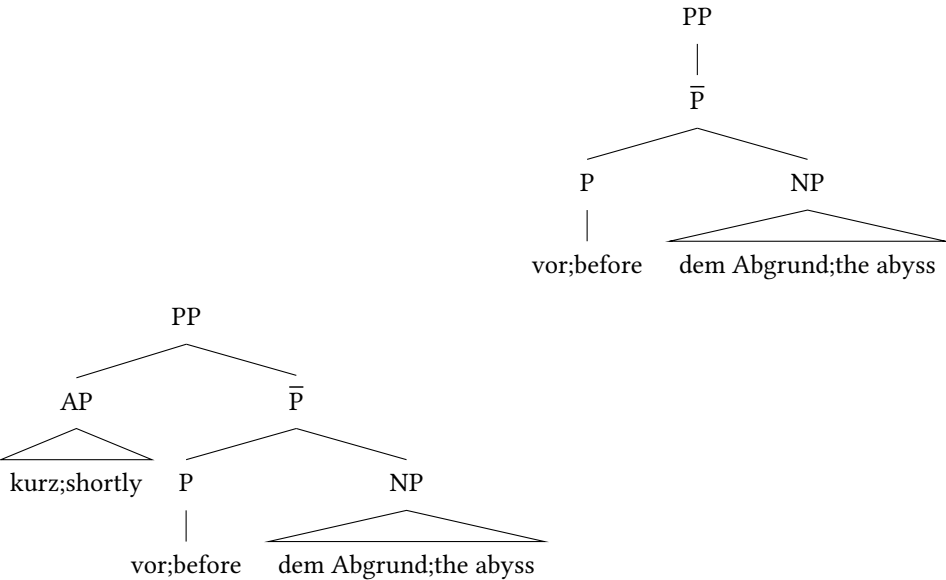 PP
P̅
P NP
vor;before dem Abgrund;the abyss
PP
AP P̅
kurz;shortly P NP
vor;before dem Abgrund;the abyss